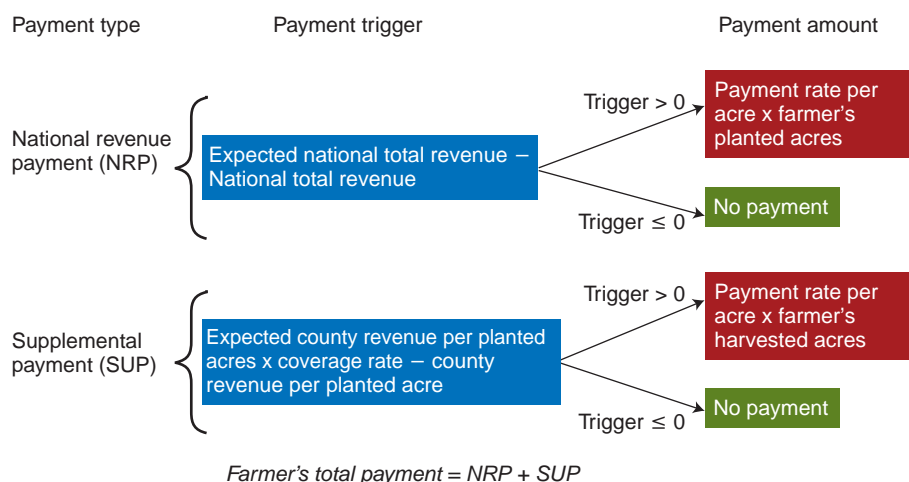 Payment type
Payment trigger
Payment amount
National revenue
payment (NRP)
Expected national total revenue −
National total revenue
Trigger > 0
Payment rate per
acre x farmer's
planted acres
Trigger ≤ 0
No payment
Supplemental
payment (SUP)
Expected county revenue per planted
acres x coverage rate − county
revenue per planted acre
Trigger > 0
Payment rate per
acre x farmer's
harvested acres
Trigger ≤ 0
No payment
Farmer's total payment = NRP + SUP